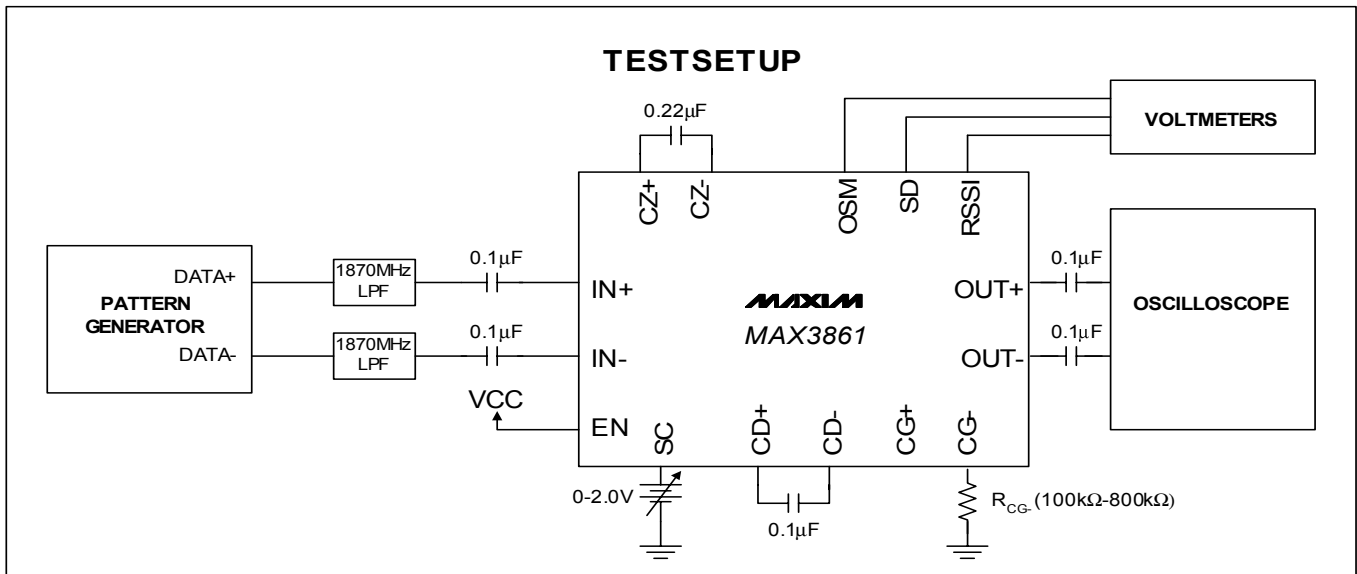 TESTSETUP
0.22μF
VOLTMETERS
CZ+
CZ-
OSM
SD
RSSI
PATTERN
GENERATOR
DATA+
DATA-
1870MHz
LPF
1870MHz
LPF
0.1μF
0.1μF
IN+
IN-
EN
VCC
MAXIM
MAX3861
OUT+
OUT-
0.1μF
0.1μF
OSCILLOSCOPE
SC
CD+
CD-
CG+
CG-
0-2.0V
0.1μF
RCG- (100kΩ-800kΩ)